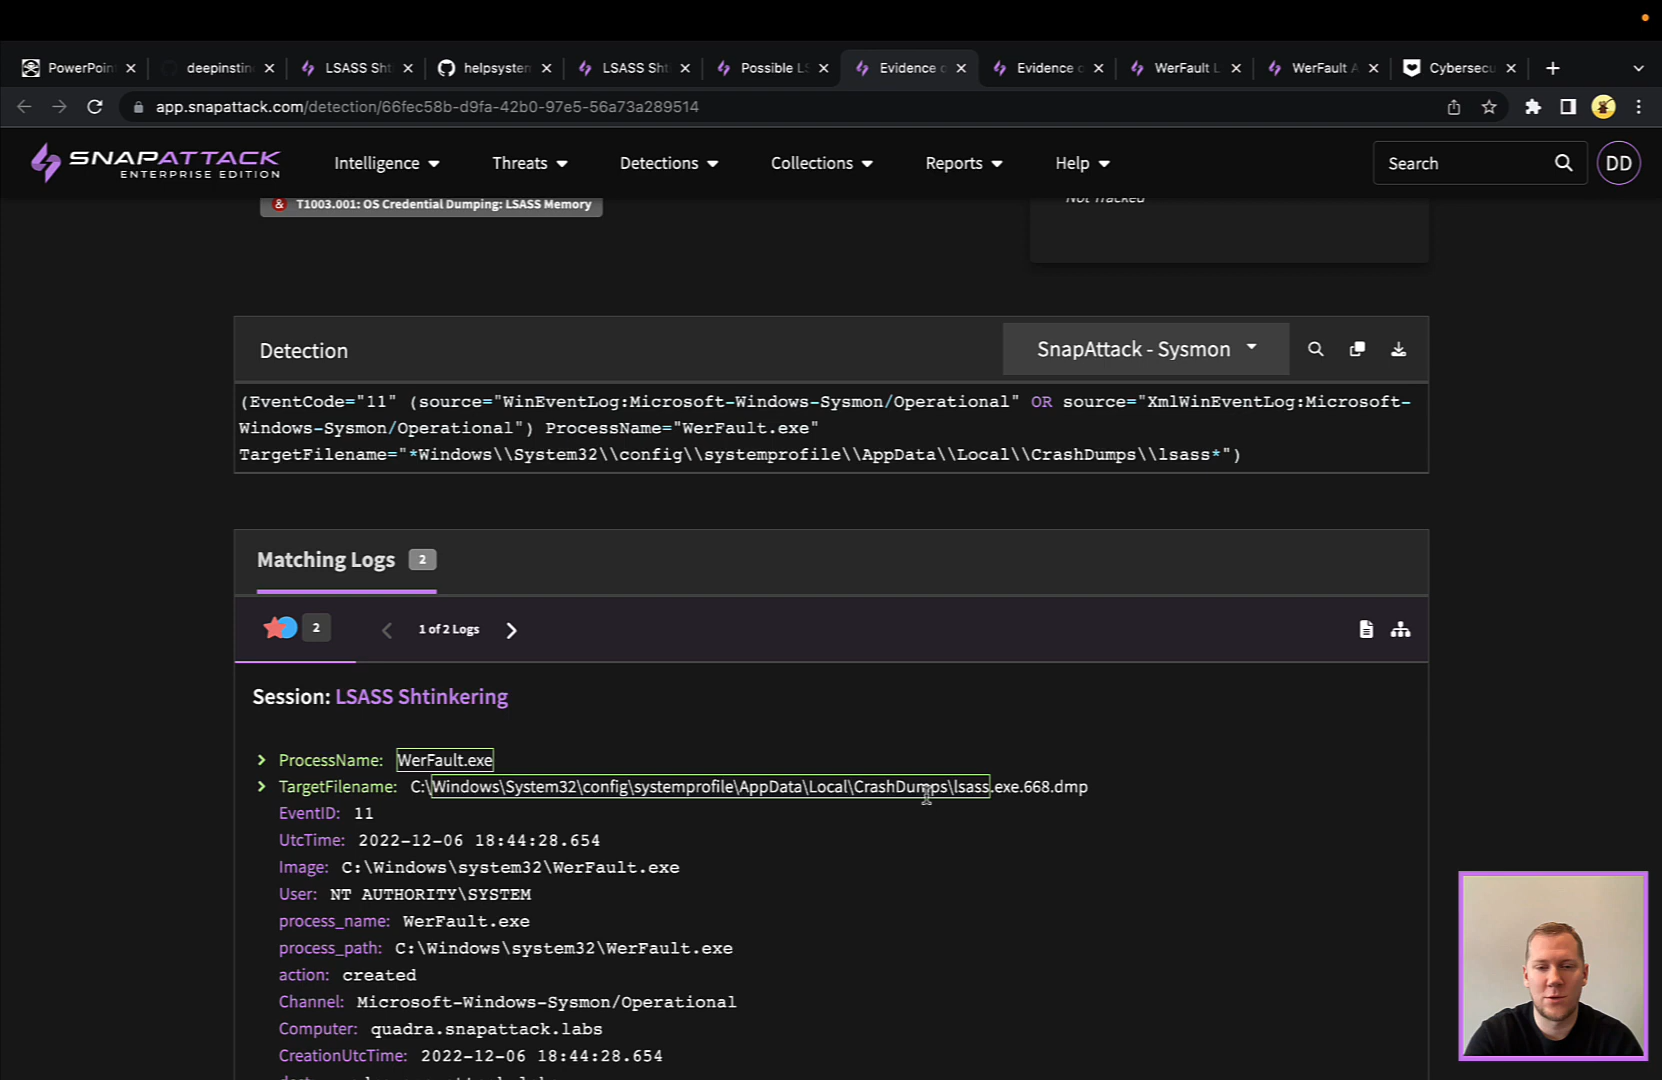 PowerPoin
deepinstin
LSASS Sht
helpsystem
LSASS Sht
Possible LS
Evidence o
Evidence o
WerFault L
WerFault A
Cybersecu
app.snapattack.com/detection/66fec58b-d9fa-42b0-97e5-56a73a289514
SNAPATTACK
ENTERPRISE EDITION
Intelligence
Threats
Detections
Collections
Reports
Help
Search
DD
T1003.001: OS Credential Dumping: LSASS Memory
Not Tracked
Detection
SnapAttack - Sysmon
(EventCode="11" (source="WinEventLog:Microsoft-Windows-Sysmon/Operational" OR source="XmlWinEventLog:Microsoft-
Windows-Sysmon/Operational") ProcessName="WerFault.exe"
TargetFilename="*Windows\\System32\\config\\systemprofile\\AppData\\Local\\CrashDumps\\lsass*")
Matching Logs 2
2
1 of 2 Logs
Session: LSASS Shtinkering
ProcessName: WerFault.exe
TargetFilename: C:\Windows\System32\config\systemprofile\AppData\Local\CrashDumps\lsass.exe.668.dmp
EventID: 11
UtcTime: 2022-12-06 18:44:28.654
Image: C:\Windows\system32\WerFault.exe
User: NT AUTHORITY\SYSTEM
process_name: WerFault.exe
process_path: C:\Windows\system32\WerFault.exe
action: created
Channel: Microsoft-Windows-Sysmon/Operational
Computer: quadra.snapattack.labs
CreationUtcTime: 2022-12-06 18:44:28.654